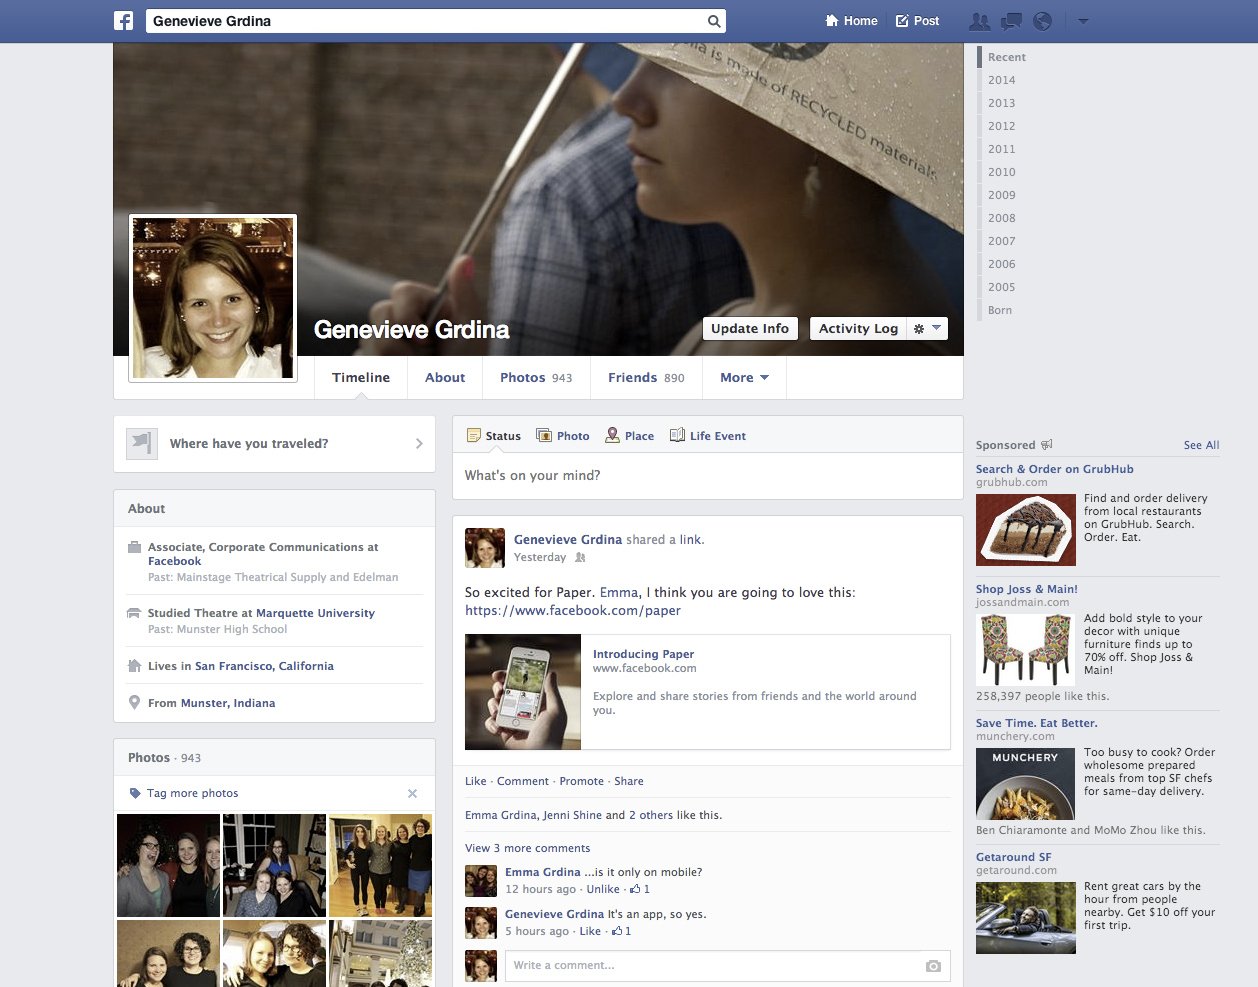 Genevieve Grdina
Home
Post
is made of RECYCLED materials
Genevieve Grdina
Update Info
Activity Log
Timeline
About
Photos 943
Friends 890
More
Recent
2014
2013
2012
2011
2010
2009
2008
2007
2006
2005
Born
Where have you traveled?
About
Associate, Corporate Communications at
Facebook
Past: Mainstage Theatrical Supply and Edelman
Studied Theatre at Marquette University
Past: Munster High School
Lives in San Francisco, California
From Munster, Indiana
Photos · 943
Tag more photos
Status
Photo
Place
Life Event
What's on your mind?
Genevieve Grdina shared a link.
Yesterday
So excited for Paper. Emma, I think you are going to love this:
https://www.facebook.com/paper
Introducing Paper
www.facebook.com
Explore and share stories from friends and the world around
you.
Like · Comment · Promote · Share
Emma Grdina, Jenni Shine and 2 others like this.
View 3 more comments
Emma Grdina ...is it only on mobile?
12 hours ago · Unlike · 1
Genevieve Grdina It's an app, so yes.
5 hours ago · Like · 1
Write a comment...
Sponsored
See All
Search & Order on GrubHub
grubhub.com
Find and order delivery
from local restaurants
on GrubHub. Search.
Order. Eat.
Shop Joss & Main!
jossandmain.com
Add bold style to your
decor with unique
furniture finds up to
70% off. Shop Joss &
Main!
258,397 people like this.
Save Time. Eat Better.
munchery.com
MUNCHERY
Too busy to cook? Order
wholesome prepared
meals from top SF chefs
for same-day delivery.
Ben Chiaramonte and MoMo Zhou like this.
Getaround SF
getaround.com
Rent great cars by the
hour from people
nearby. Get $10 off your
first trip.